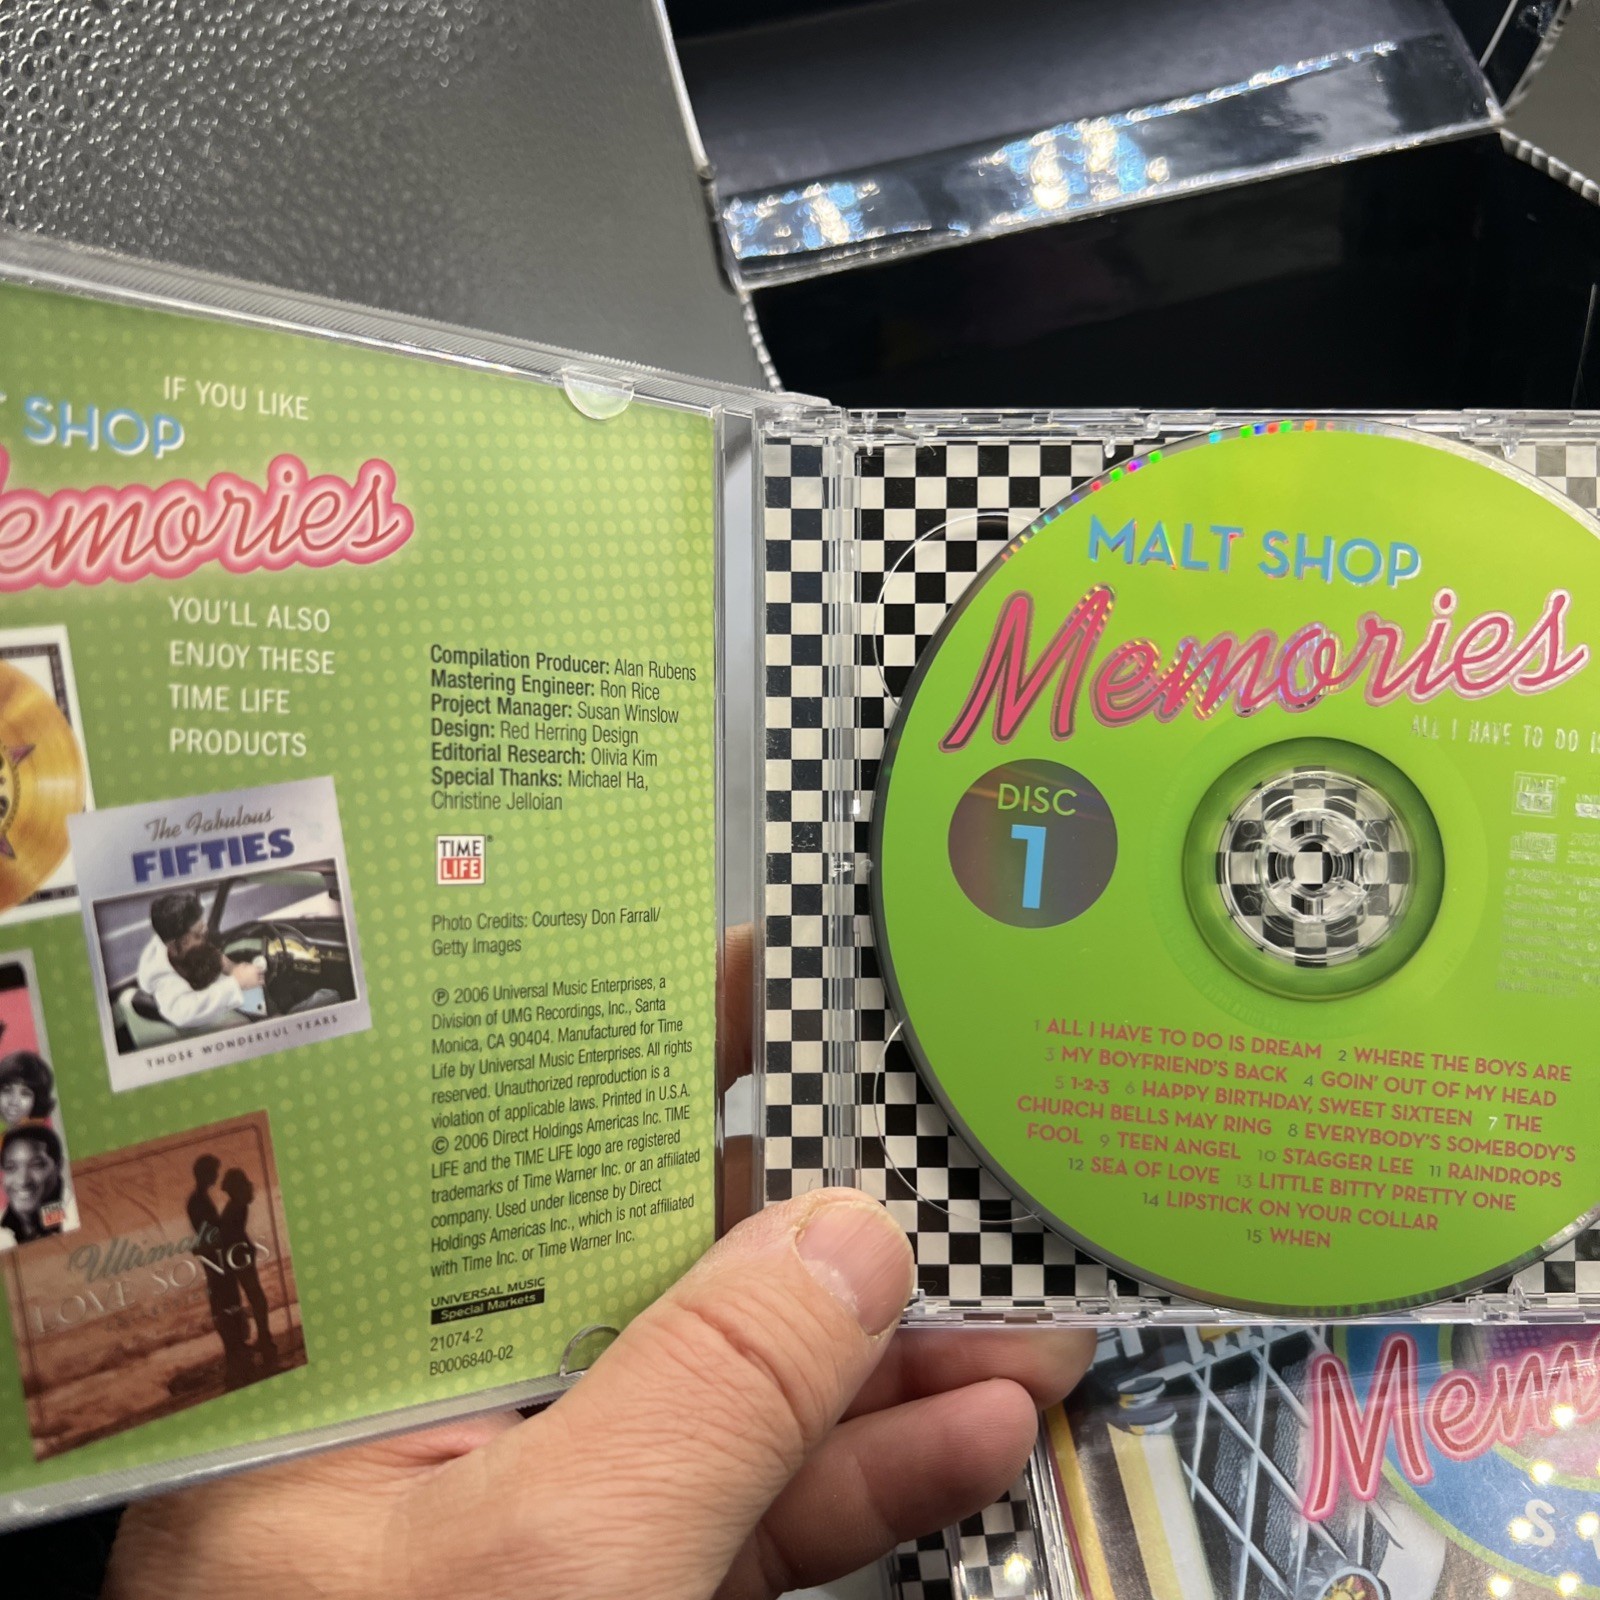 IF YOU LIKE
SHOP
emories
YOU'LL ALSO
ENJOY THESE
TIME LIFE
PRODUCTS
The Fabulous
FIFTIES
THOSE WONDERFUL YEARS
Ultimate
LOVE SONGS
Compilation Producer: Alan Rubens
Mastering Engineer: Ron Rice
Project Manager: Susan Winslow
Design: Red Herring Design
Editorial Research: Olivia Kim
Special Thanks: Michael Ha,
Christine Jelloian
TIME
LIFE
Photo Credits: Courtesy Don Farrall/
Getty Images
℗ 2006 Universal Music Enterprises, a
Division of UMG Recordings, Inc., Santa
Monica, CA 90404. Manufactured for Time
Life by Universal Music Enterprises. All rights
reserved. Unauthorized reproduction is a
violation of applicable laws. Printed in U.S.A.
© 2006 Direct Holdings Americas Inc. TIME
LIFE and the TIME LIFE logo are registered
trademarks of Time Warner Inc. or an affiliated
company. Used under license by Direct
Holdings Americas Inc., which is not affiliated
with Time Inc. or Time Warner Inc.
UNIVERSAL MUSIC
Special Markets
21074-2
B0006840-02
MALT SHOP
Memories
ALL I HAVE TO DO IS
DISC
1
TIME
LIFE
1 ALL I HAVE TO DO IS DREAM 2 WHERE THE BOYS ARE
3 MY BOYFRIEND'S BACK 4 GOIN' OUT OF MY HEAD
5 1-2-3 6 HAPPY BIRTHDAY, SWEET SIXTEEN 7 THE
CHURCH BELLS MAY RING 8 EVERYBODY'S SOMEBODY'S
FOOL 9 TEEN ANGEL 10 STAGGER LEE 11 RAINDROPS
12 SEA OF LOVE 13 LITTLE BITTY PRETTY ONE
14 LIPSTICK ON YOUR COLLAR
15 WHEN
Mem
S